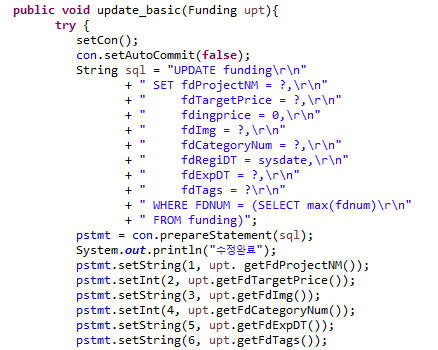 public void update_basic(Funding upt){
try {
setCon();
con.setAutoCommit(false);
String sql = "UPDATE funding\r\n"
+ " SET fdProjectNM = ?,\r\n"
+ "     fdTargetPrice = ?,\r\n"
+ "     fdingprice = 0,\r\n"
+ "     fdImg = ?,\r\n"
+ "     fdCategoryNum = ?,\r\n"
+ "     fdRegiDT = sysdate,\r\n"
+ "     fdExpDT = ?,\r\n"
+ "     fdTags = ?\r\n"
+ " WHERE FDNUM = (SELECT max(fdnum)\r\n"
+ " FROM funding)";
pstmt = con.prepareStatement(sql);
System.out.println("수정완료");
pstmt.setString(1, upt. getFdProjectNM());
pstmt.setInt(2, upt.getFdTargetPrice());
pstmt.setString(3, upt.getFdImg());
pstmt.setInt(4, upt.getFdCategoryNum());
pstmt.setString(5, upt.getFdExpDT());
pstmt.setString(6, upt.getFdTags());